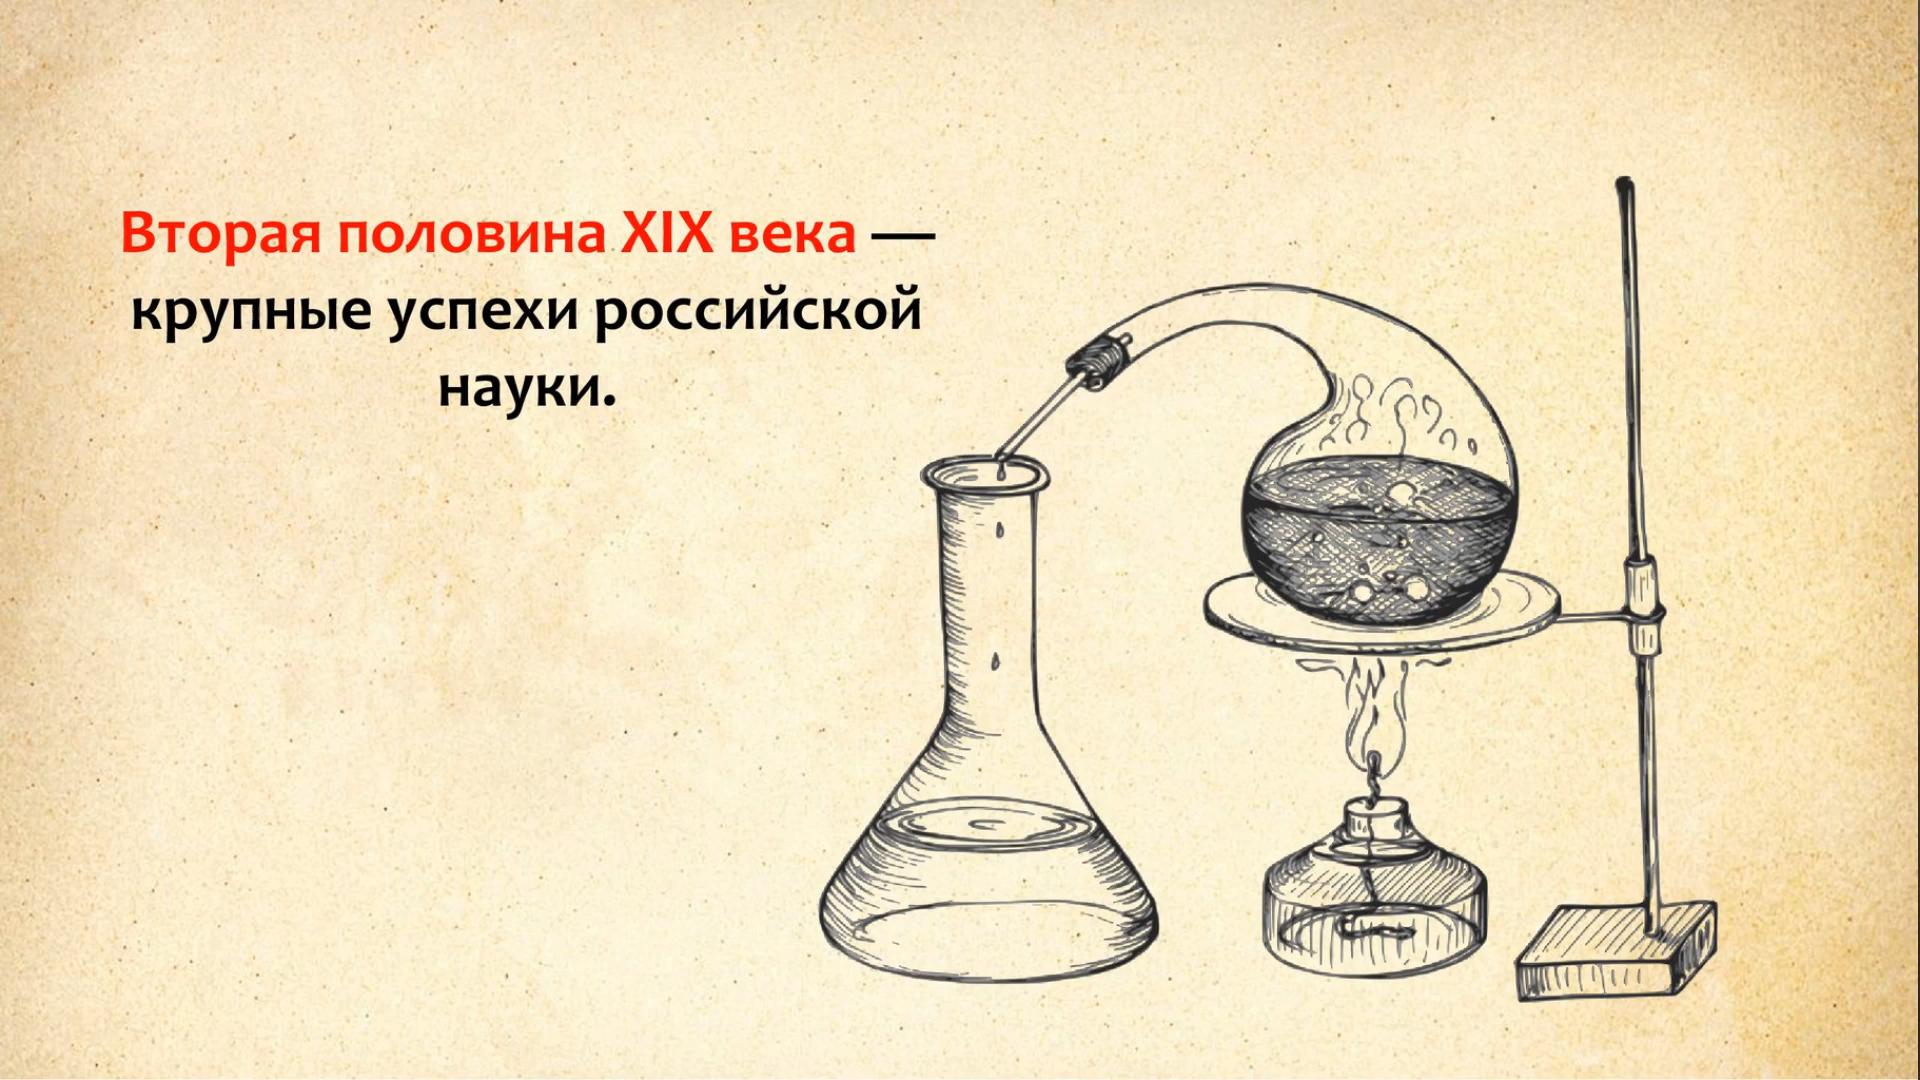 Вторая половина XIX века —
крупные успехи российской
науки.